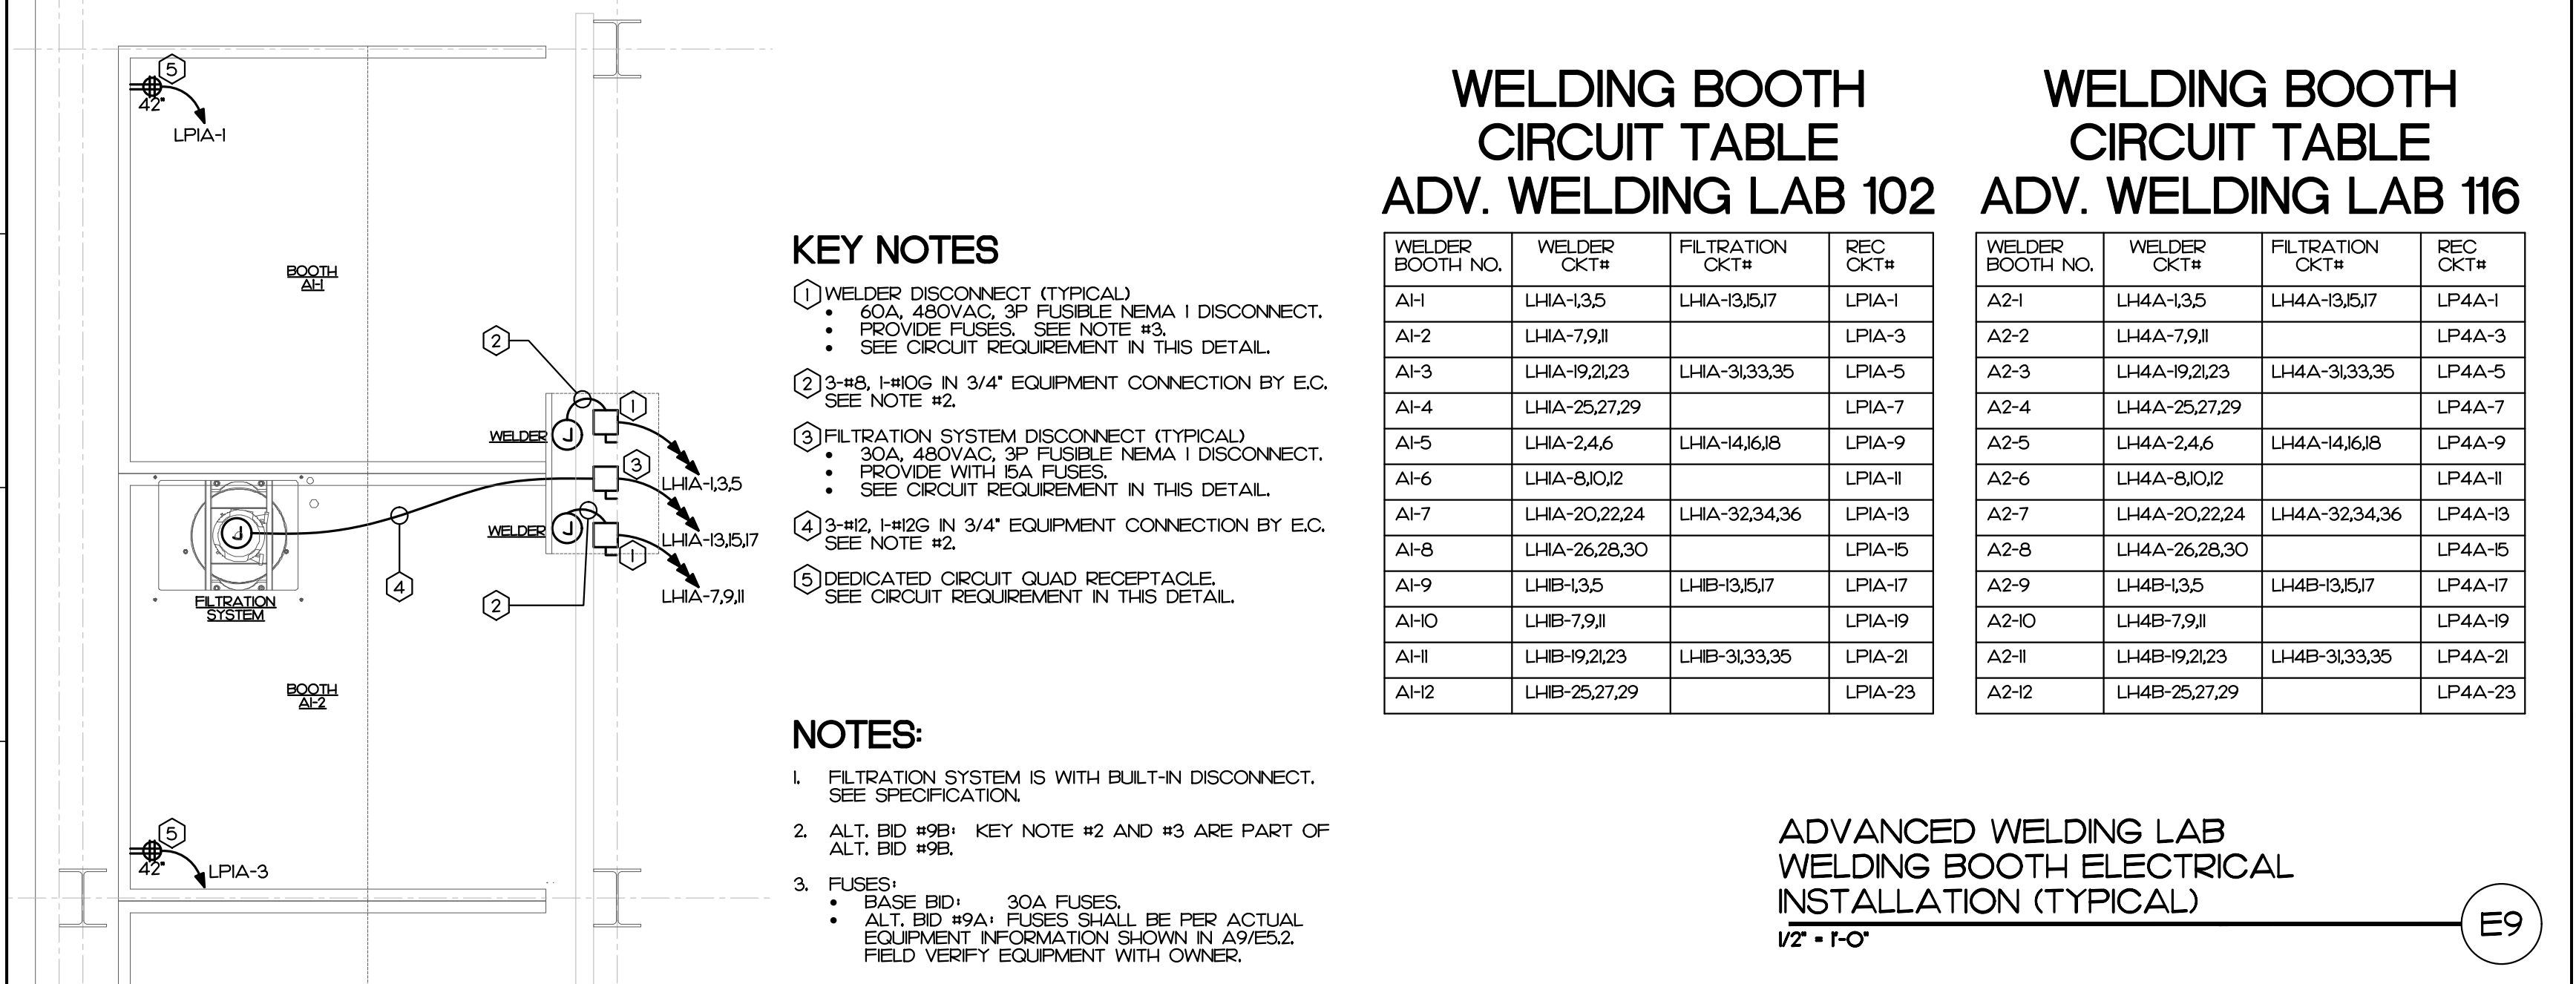 5
42"
LP1A-1
BOOTH
A1-1
2
WELDER
J
1
3
LH1A-1,3,5
J
WELDER
J
LH1A-13,15,17
1
4
2
LH1A-7,9,11
FILTRATION
SYSTEM
BOOTH
A1-2
5
42"
LP1A-3
KEY NOTES
1 WELDER DISCONNECT (TYPICAL)
• 60A, 480VAC, 3P FUSIBLE NEMA 1 DISCONNECT.
• PROVIDE FUSES. SEE NOTE #3.
• SEE CIRCUIT REQUIREMENT IN THIS DETAIL.
2 3-#8, 1-#10G IN 3/4" EQUIPMENT CONNECTION BY E.C.
SEE NOTE #2.
3 FILTRATION SYSTEM DISCONNECT (TYPICAL)
• 30A, 480VAC, 3P FUSIBLE NEMA 1 DISCONNECT.
• PROVIDE WITH 15A FUSES.
• SEE CIRCUIT REQUIREMENT IN THIS DETAIL.
4 3-#12, 1-#12G IN 3/4" EQUIPMENT CONNECTION BY E.C.
SEE NOTE #2.
5 DEDICATED CIRCUIT QUAD RECEPTACLE.
SEE CIRCUIT REQUIREMENT IN THIS DETAIL.
NOTES:
1. FILTRATION SYSTEM IS WITH BUILT-IN DISCONNECT.
SEE SPECIFICATION.
2. ALT. BID #9B: KEY NOTE #2 AND #3 ARE PART OF
ALT. BID #9B.
3. FUSES:
• BASE BID: 30A FUSES.
• ALT. BID #9A: FUSES SHALL BE PER ACTUAL
EQUIPMENT INFORMATION SHOWN IN A9/E5.2.
FIELD VERIFY EQUIPMENT WITH OWNER.
WELDING BOOTH
CIRCUIT TABLE
ADV. WELDING LAB 102
WELDER BOOTH NO. WELDER CKT# FILTRATION CKT# REC CKT#
A1-1 LH1A-1,3,5 LH1A-13,15,17 LP1A-1
A1-2 LH1A-7,9,11 LP1A-3
A1-3 LH1A-19,21,23 LH1A-31,33,35 LP1A-5
A1-4 LH1A-25,27,29 LP1A-7
A1-5 LH1A-2,4,6 LH1A-14,16,18 LP1A-9
A1-6 LH1A-8,10,12 LP1A-11
A1-7 LH1A-20,22,24 LH1A-32,34,36 LP1A-13
A1-8 LH1A-26,28,30 LP1A-15
A1-9 LH1B-1,3,5 LH1B-13,15,17 LP1A-17
A1-10 LH1B-7,9,11 LP1A-19
A1-11 LH1B-19,21,23 LH1B-31,33,35 LP1A-21
A1-12 LH1B-25,27,29 LP1A-23
WELDING BOOTH
CIRCUIT TABLE
ADV. WELDING LAB 116
WELDER BOOTH NO. WELDER CKT# FILTRATION CKT# REC CKT#
A2-1 LH4A-1,3,5 LH4A-13,15,17 LP4A-1
A2-2 LH4A-7,9,11 LP4A-3
A2-3 LH4A-19,21,23 LH4A-31,33,35 LP4A-5
A2-4 LH4A-25,27,29 LP4A-7
A2-5 LH4A-2,4,6 LH4A-14,16,18 LP4A-9
A2-6 LH4A-8,10,12 LP4A-11
A2-7 LH4A-20,22,24 LH4A-32,34,36 LP4A-13
A2-8 LH4A-26,28,30 LP4A-15
A2-9 LH4B-1,3,5 LH4B-13,15,17 LP4A-17
A2-10 LH4B-7,9,11 LP4A-19
A2-11 LH4B-19,21,23 LH4B-31,33,35 LP4A-21
A2-12 LH4B-25,27,29 LP4A-23
ADVANCED WELDING LAB
WELDING BOOTH ELECTRICAL
INSTALLATION (TYPICAL)
1/2" = 1'-0"
E9